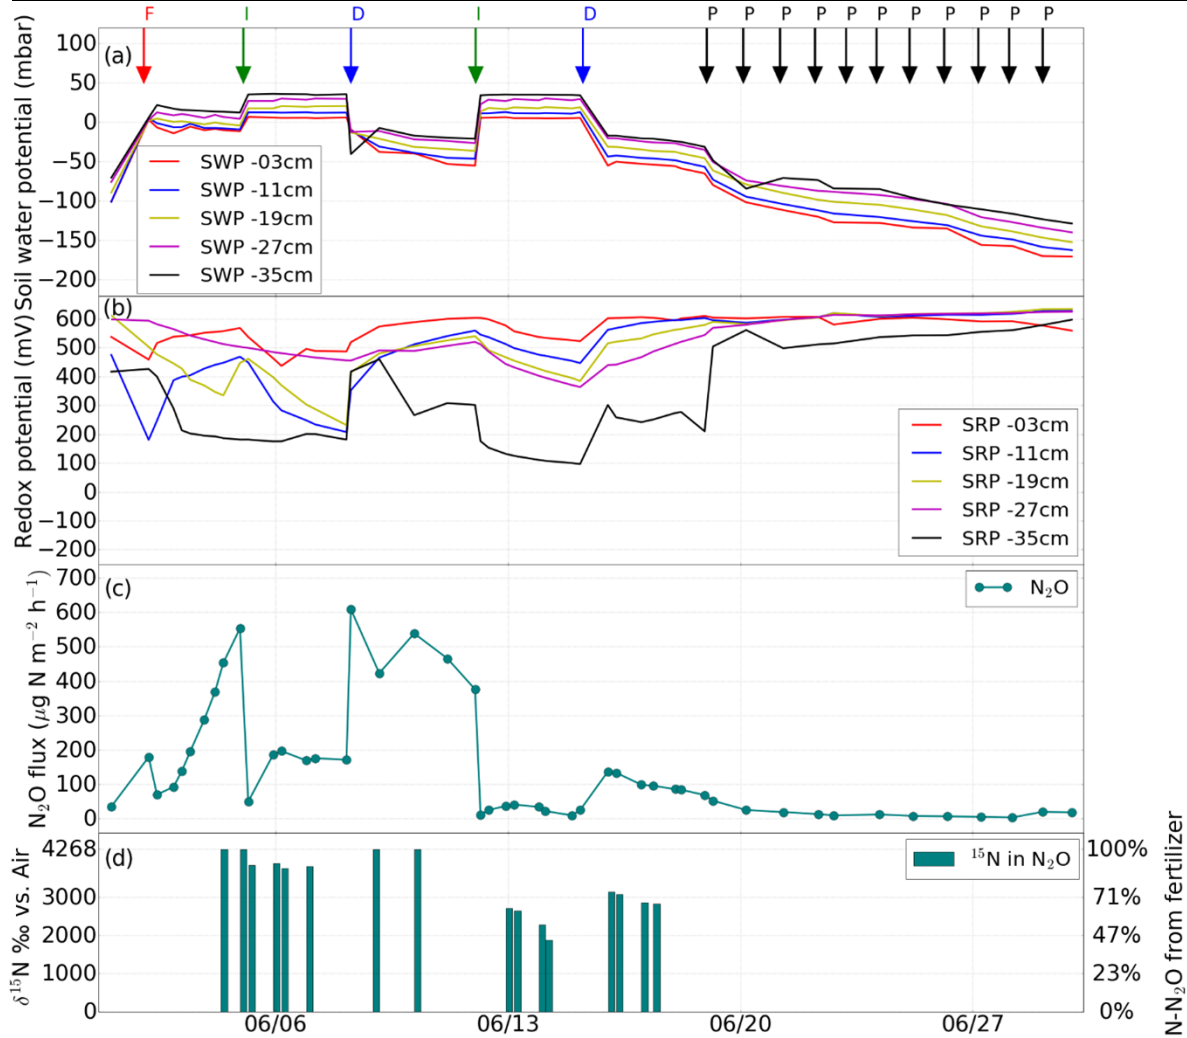 F I D I D P P P P P P P P P P P
(a)
100
50
0
−50
−100
−150
−200
Soil water potential (mbar)
SWP -03cm
SWP -11cm
SWP -19cm
SWP -27cm
SWP -35cm
(b)
600
500
400
300
200
100
0
−100
−200
Redox potential (mV)
SRP -03cm
SRP -11cm
SRP -19cm
SRP -27cm
SRP -35cm
(c)
700
600
500
400
300
200
100
0
N₂O flux (μg N m⁻² h⁻¹)
N₂O
(d)
4268
3000
2000
1000
0
δ¹⁵N ‰ vs. Air
¹⁵N in N₂O
100%
71%
47%
23%
0%
N-N₂O from fertilizer
06/06 06/13 06/20 06/27